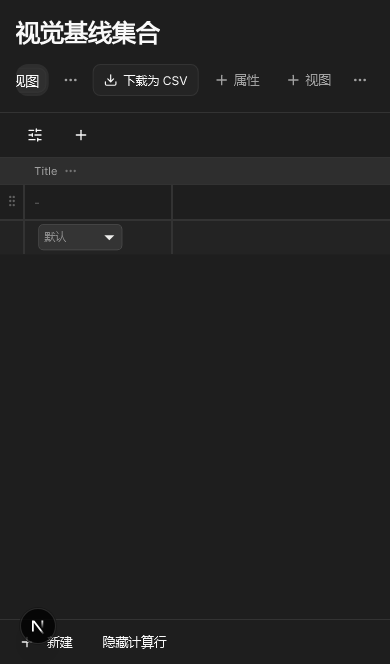 视觉基线集合
见图 ··· 下载为 CSV + 属性 + 视图 ···
Title ···
-
默认
N
+ 新建 隐藏计算行